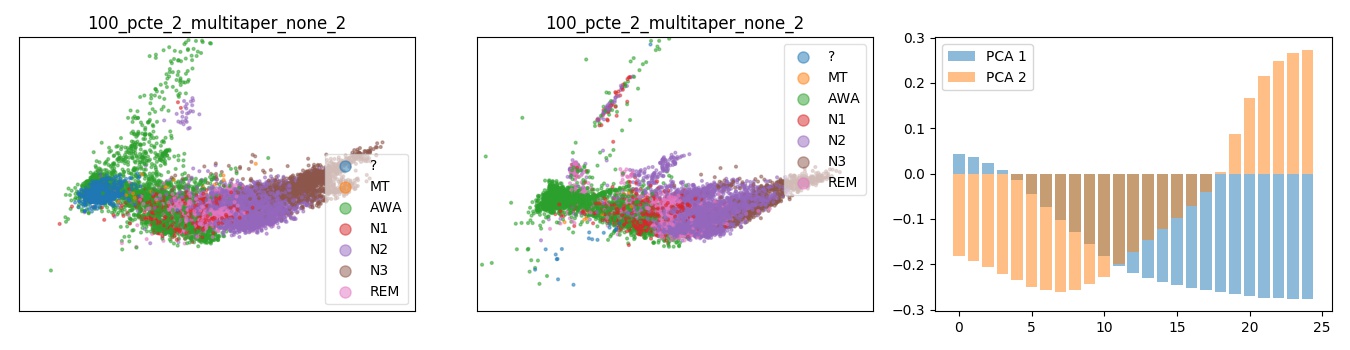 100_pcte_2_multitaper_none_2
?
MT
AWA
N1
N2
N3
REM
100_pcte_2_multitaper_none_2
?
MT
AWA
N1
N2
N3
REM
PCA 1
PCA 2
0.3
0.2
0.1
0.0
−0.1
−0.2
−0.3
0
5
10
15
20
25